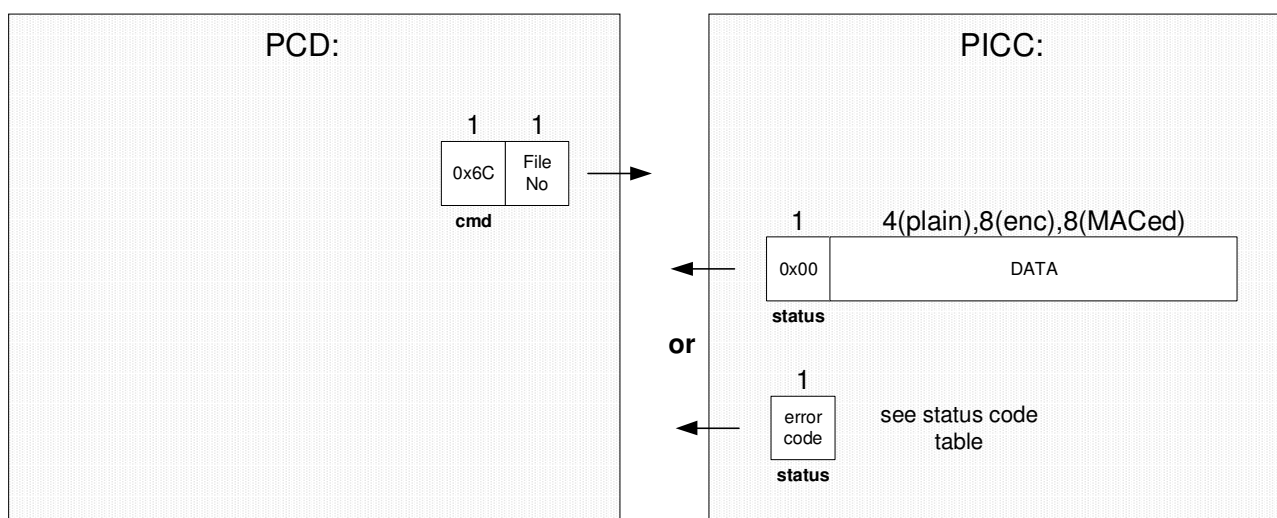 PCD:
PICC:
1 1
0x6C File No
cmd
1 4(plain),8(enc),8(MACed)
0x00 DATA
status
or
1
error code
see status code table
status